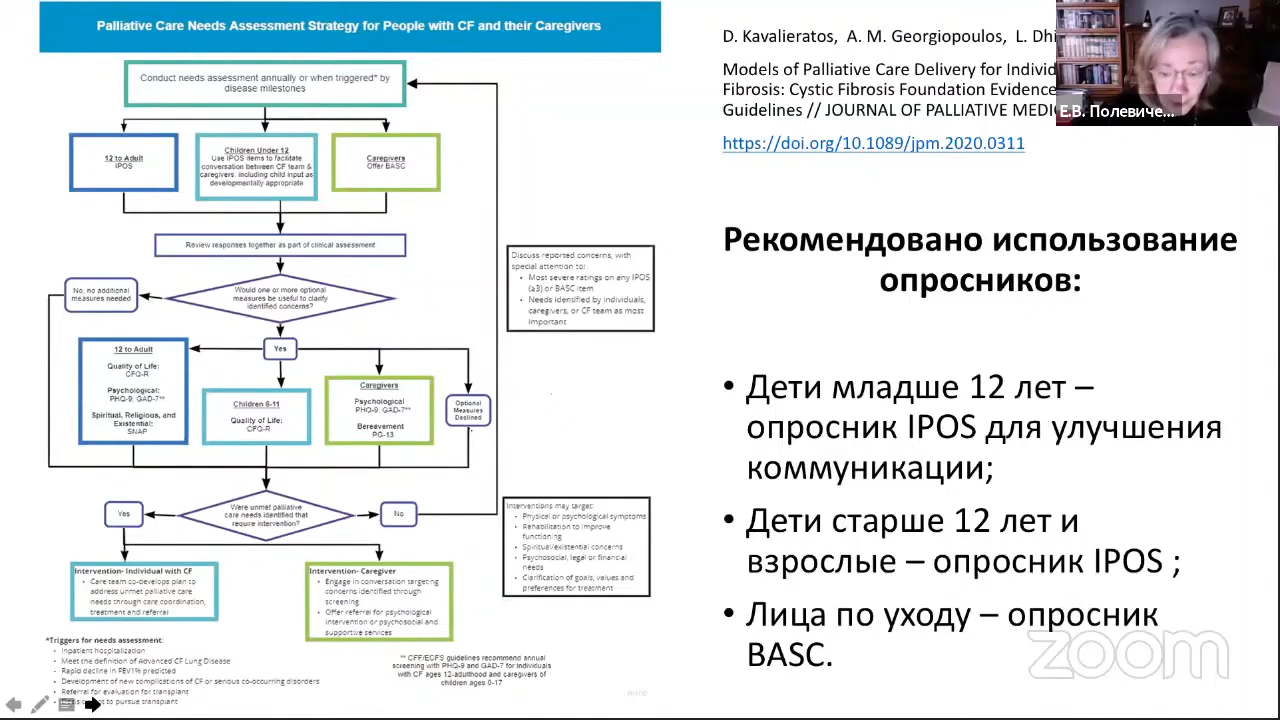 Palliative Care Needs Assessment Strategy for People with CF and their Caregivers
Conduct needs assessment annually or when triggered* by
disease milestones
12 to Adult
IPOS
Children Under 12
Use IPOS items to facilitate
conversation between CF team &
caregivers, including child input as
developmentally appropriate
Caregivers
Offer BASC
Review responses together as part of clinical assessment
Would one or more optional
measures be useful to clarify
identified concerns?
No, no additional
measures needed
Discuss reported concerns, with
special attention to:
• Most severe ratings on any IPOS
(≥3) or BASC item
• Needs identified by individuals,
caregivers, or CF team as most
important
Yes
12 to Adult
Quality of Life:
CFQ-R
Psychological:
PHQ-9, GAD-7**
Spiritual, Religious, and
Existential:
SNAP
Children 6-11
Quality of Life:
CFQ-R
Caregivers
Psychological
PHQ-9, GAD-7**
Bereavement
PG-13
Optional
Measures
Declined
Were unmet palliative
care needs identified that
require intervention?
Yes
No
Interventions may target:
• Physical or psychological symptoms
• Rehabilitation to improve
functioning
• Spiritual/existential concerns
• Psychosocial, legal or financial
needs
• Clarification of goals, values and
preferences for treatment
Intervention- Individual with CF
• Care team co-develops plan to
address unmet palliative care
needs through care coordination,
treatment and referral
Intervention- Caregiver
• Engage in conversation targeting
concerns identified through
screening
• Offer referral for psychological
intervention or psychosocial and
supportive services
*Triggers for needs assessment:
• Inpatient hospitalization
• Meet the definition of Advanced CF Lung Disease
• Rapid decline in FEV1% predicted
• Development of new complications of CF or serious co-occurring disorders
• Referral for evaluation for transplant
to pursue transplant
** CFF/ECFS guidelines recommend annual
screening with PHQ-9 and GAD-7 for individuals
with CF ages 12-adulthood and caregivers of
children ages 0-17
D. Kavalieratos, A. M. Georgiopoulos, L. Dhi
Models of Palliative Care Delivery for Individ
Fibrosis: Cystic Fibrosis Foundation Evidence
Guidelines // JOURNAL OF PALLIATIVE MEDIC
https://doi.org/10.1089/jpm.2020.0311
Е.В. Полевиче...
Рекомендовано использование
опросников:
• Дети младше 12 лет –
опросник IPOS для улучшения
коммуникации;
• Дети старше 12 лет и
взрослые – опросник IPOS ;
• Лица по уходу – опросник
BASC.
zoom